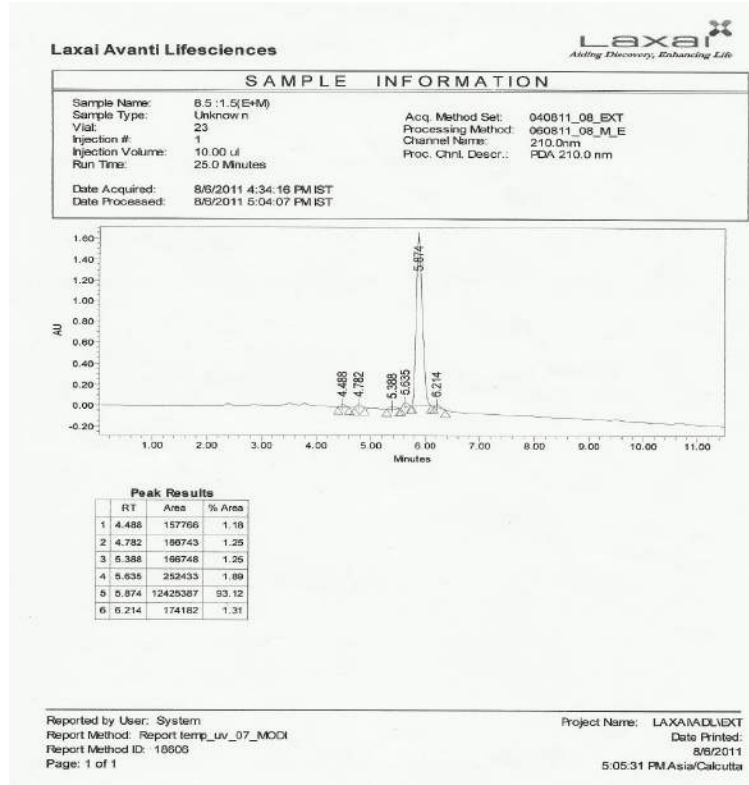 Laxai Avanti Lifesciences
Laxai
Aiding Discovery, Enhancing Life
SAMPLE INFORMATION
Sample Name: 8.5 :1.5(E+M)
Sample Type: Unknown
Vial: 23
Injection #: 1
Injection Volume: 10.00 ul
Run Time: 25.0 Minutes
Acq. Method Set: 040811_08_EXT
Processing Method: 060811_08_M_E
Channel Name: 210.0nm
Proc. Chnl. Descr.: PDA 210.0 nm
Date Acquired: 8/6/2011 4:34:16 PM IST
Date Processed: 8/6/2011 5:04:07 PM IST
AU
1.60
1.40
1.20
1.00
0.80
0.60
0.40
0.20
0.00
-0.20
4.488
4.782
5.388
5.635
5.874
6.214
1.00 2.00 3.00 4.00 5.00 6.00 7.00 8.00 9.00 10.00 11.00
Minutes
Peak Results
RT Area % Area
1 4.488 157766 1.18
2 4.782 166743 1.25
3 5.388 166748 1.25
4 5.635 252433 1.89
5 5.874 12425387 93.12
6 6.214 174182 1.31
Reported by User: System
Report Method: Report temp_uv_07_MODI
Report Method ID: 18606
Page: 1 of 1
Project Name: LAXAI\ADL\EXT
Date Printed:
8/6/2011
5:05:31 PM Asia/Calcutta